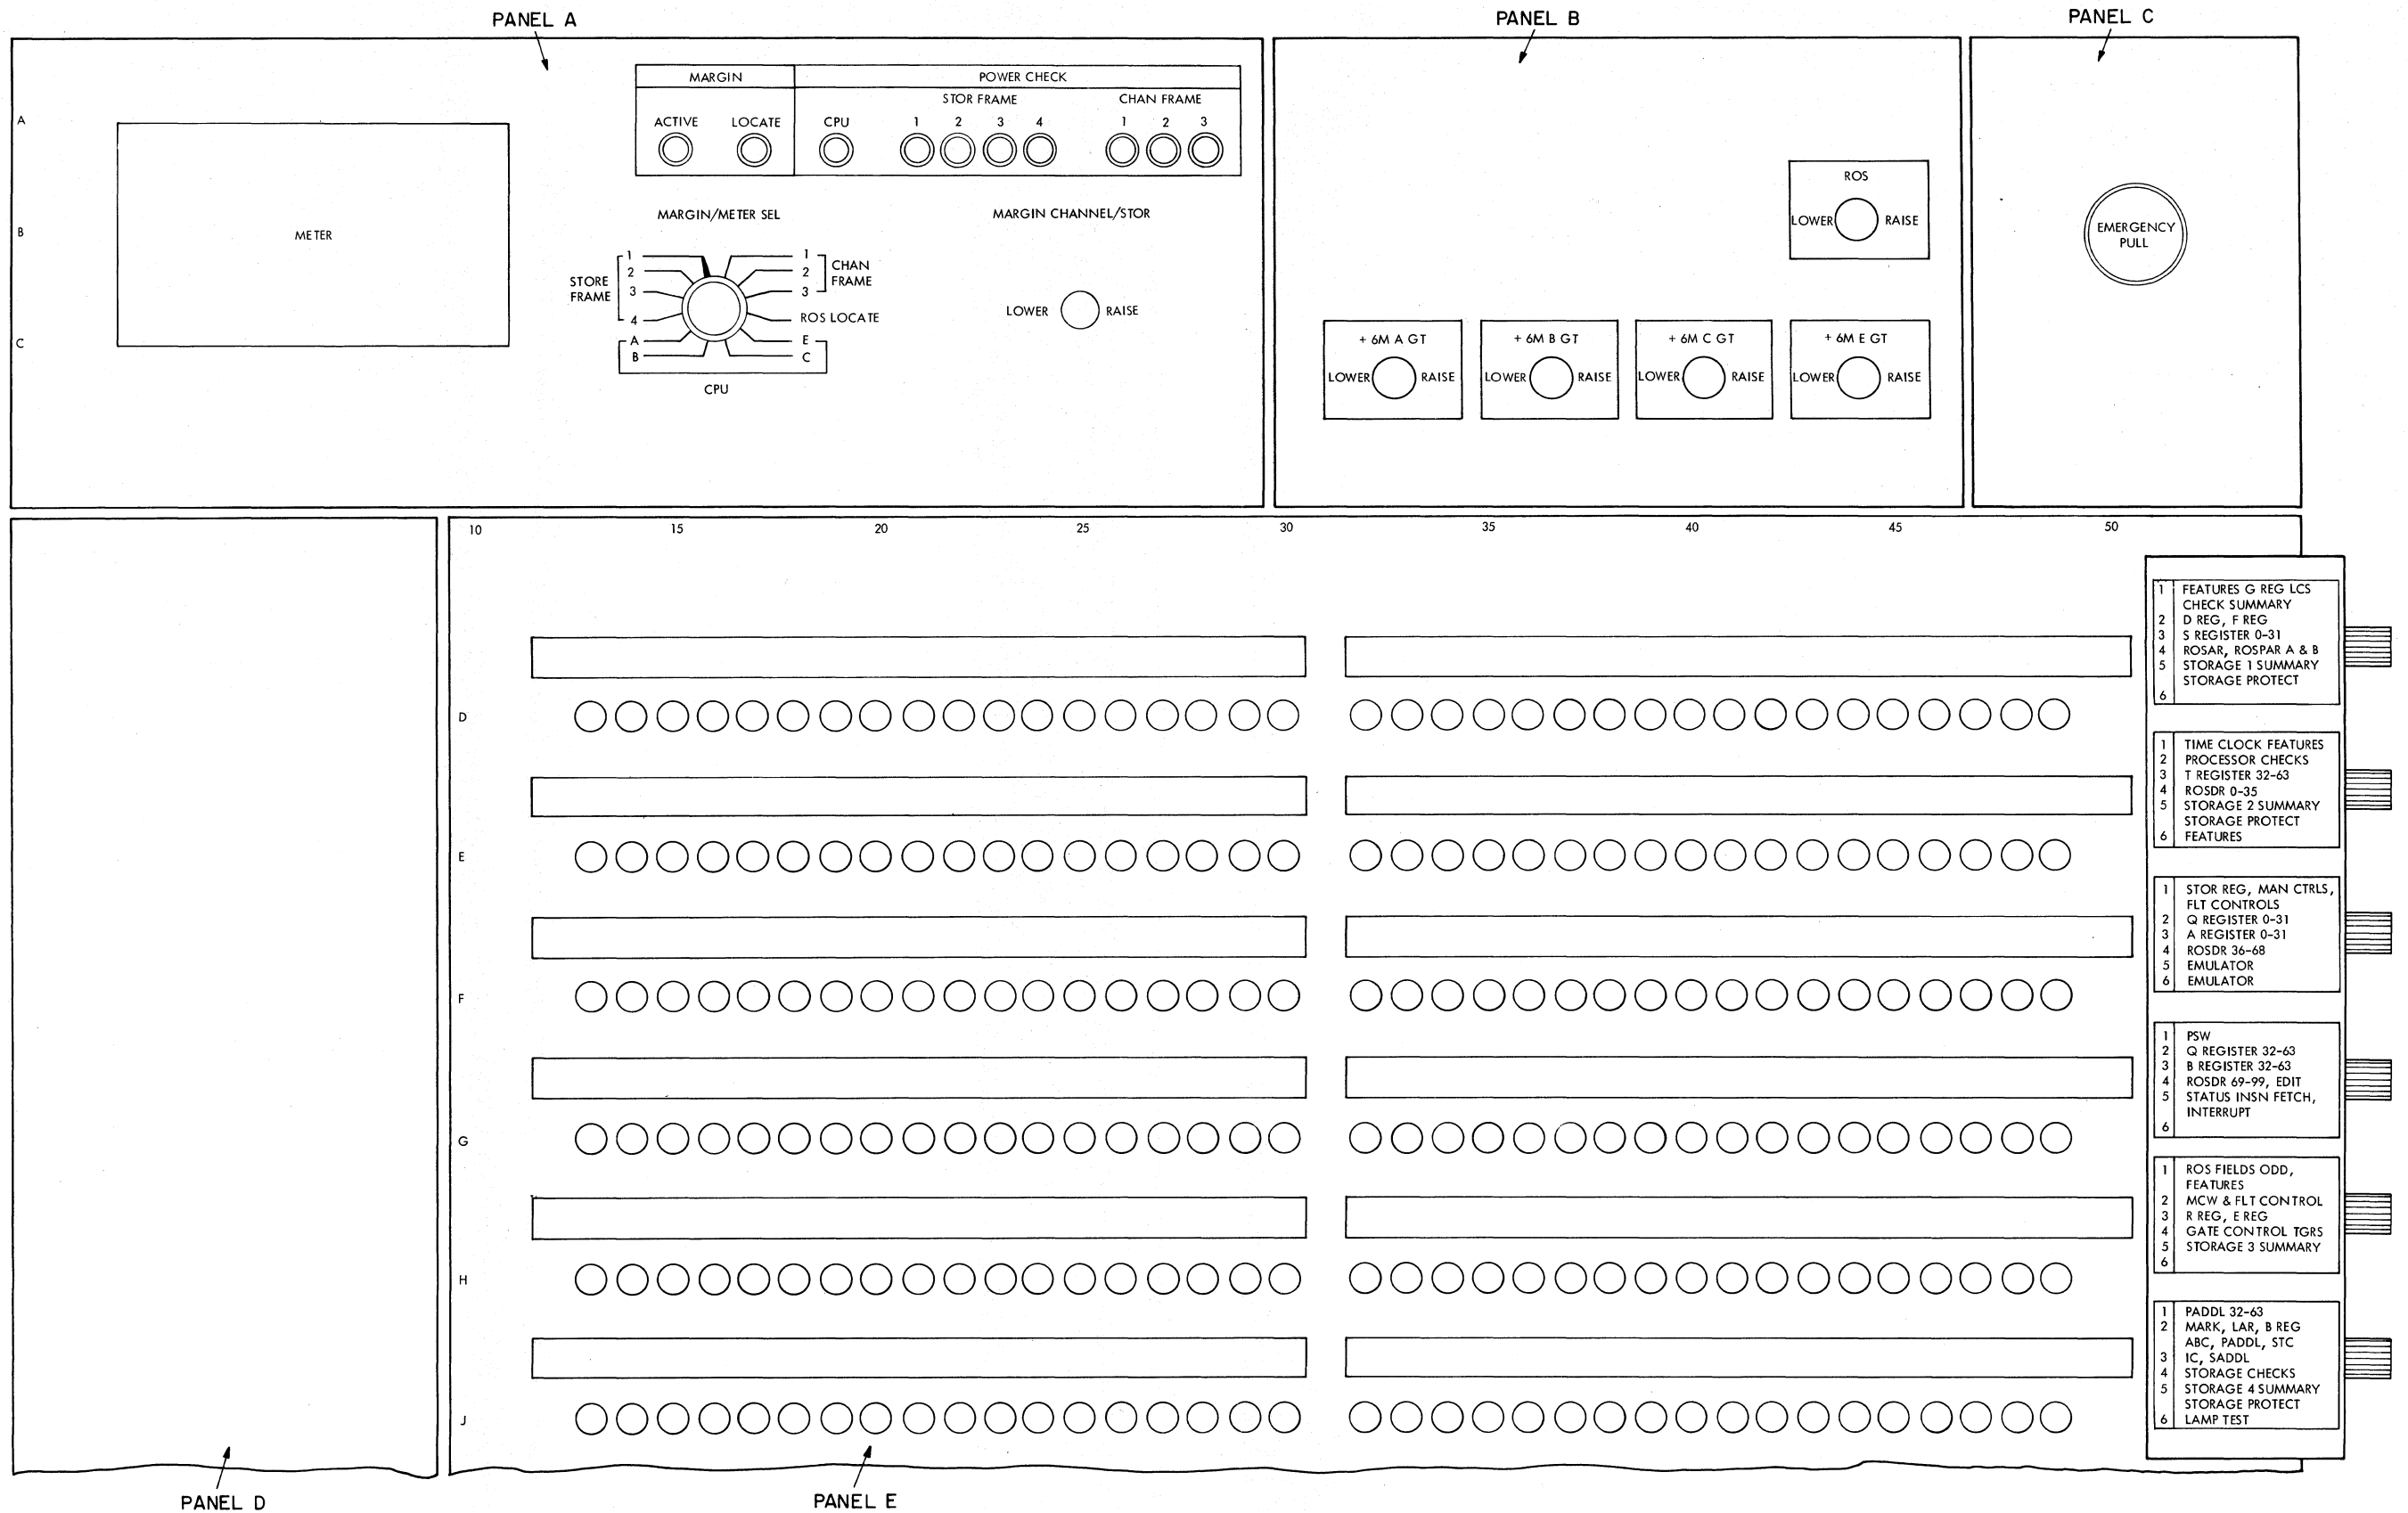 PANEL A
PANEL B
PANEL C
MARGIN
POWER CHECK
STOR FRAME
CHAN FRAME
A
ACTIVE LOCATE CPU 1 2 3 4 1 2 3
ROS
LOWER RAISE
MARGIN/METER SEL
MARGIN CHANNEL/STOR
B
METER
EMERGENCY
PULL
STORE
FRAME
1
2
3
4
1
2
3
CHAN
FRAME
ROS LOCATE
A
B
E
C
CPU
LOWER RAISE
C
+ 6M A GT
LOWER RAISE
+ 6M B GT
LOWER RAISE
+ 6M C GT
LOWER RAISE
+ 6M E GT
LOWER RAISE
10 15 20 25 30 35 40 45 50
D
E
F
G
H
J
1 FEATURES G REG LCS
CHECK SUMMARY
2 D REG, F REG
3 S REGISTER 0-31
4 ROSAR, ROSPAR A & B
5 STORAGE 1 SUMMARY
STORAGE PROTECT
6
1 TIME CLOCK FEATURES
2 PROCESSOR CHECKS
3 T REGISTER 32-63
4 ROSDR 0-35
5 STORAGE 2 SUMMARY
STORAGE PROTECT
6 FEATURES
1 STOR REG, MAN CTRLS,
FLT CONTROLS
2 Q REGISTER 0-31
3 A REGISTER 0-31
4 ROSDR 36-68
5 EMULATOR
6 EMULATOR
1 PSW
2 Q REGISTER 32-63
3 B REGISTER 32-63
4 ROSDR 69-99, EDIT
5 STATUS INSN FETCH,
INTERRUPT
6
1 ROS FIELDS ODD,
FEATURES
2 MCW & FLT CONTROL
3 R REG, E REG
4 GATE CONTROL TGRS
5 STORAGE 3 SUMMARY
6
1 PADDL 32-63
2 MARK, LAR, B REG
ABC, PADDL, STC
3 IC, SADDL
4 STORAGE CHECKS
5 STORAGE 4 SUMMARY
STORAGE PROTECT
6 LAMP TEST
PANEL D
PANEL E